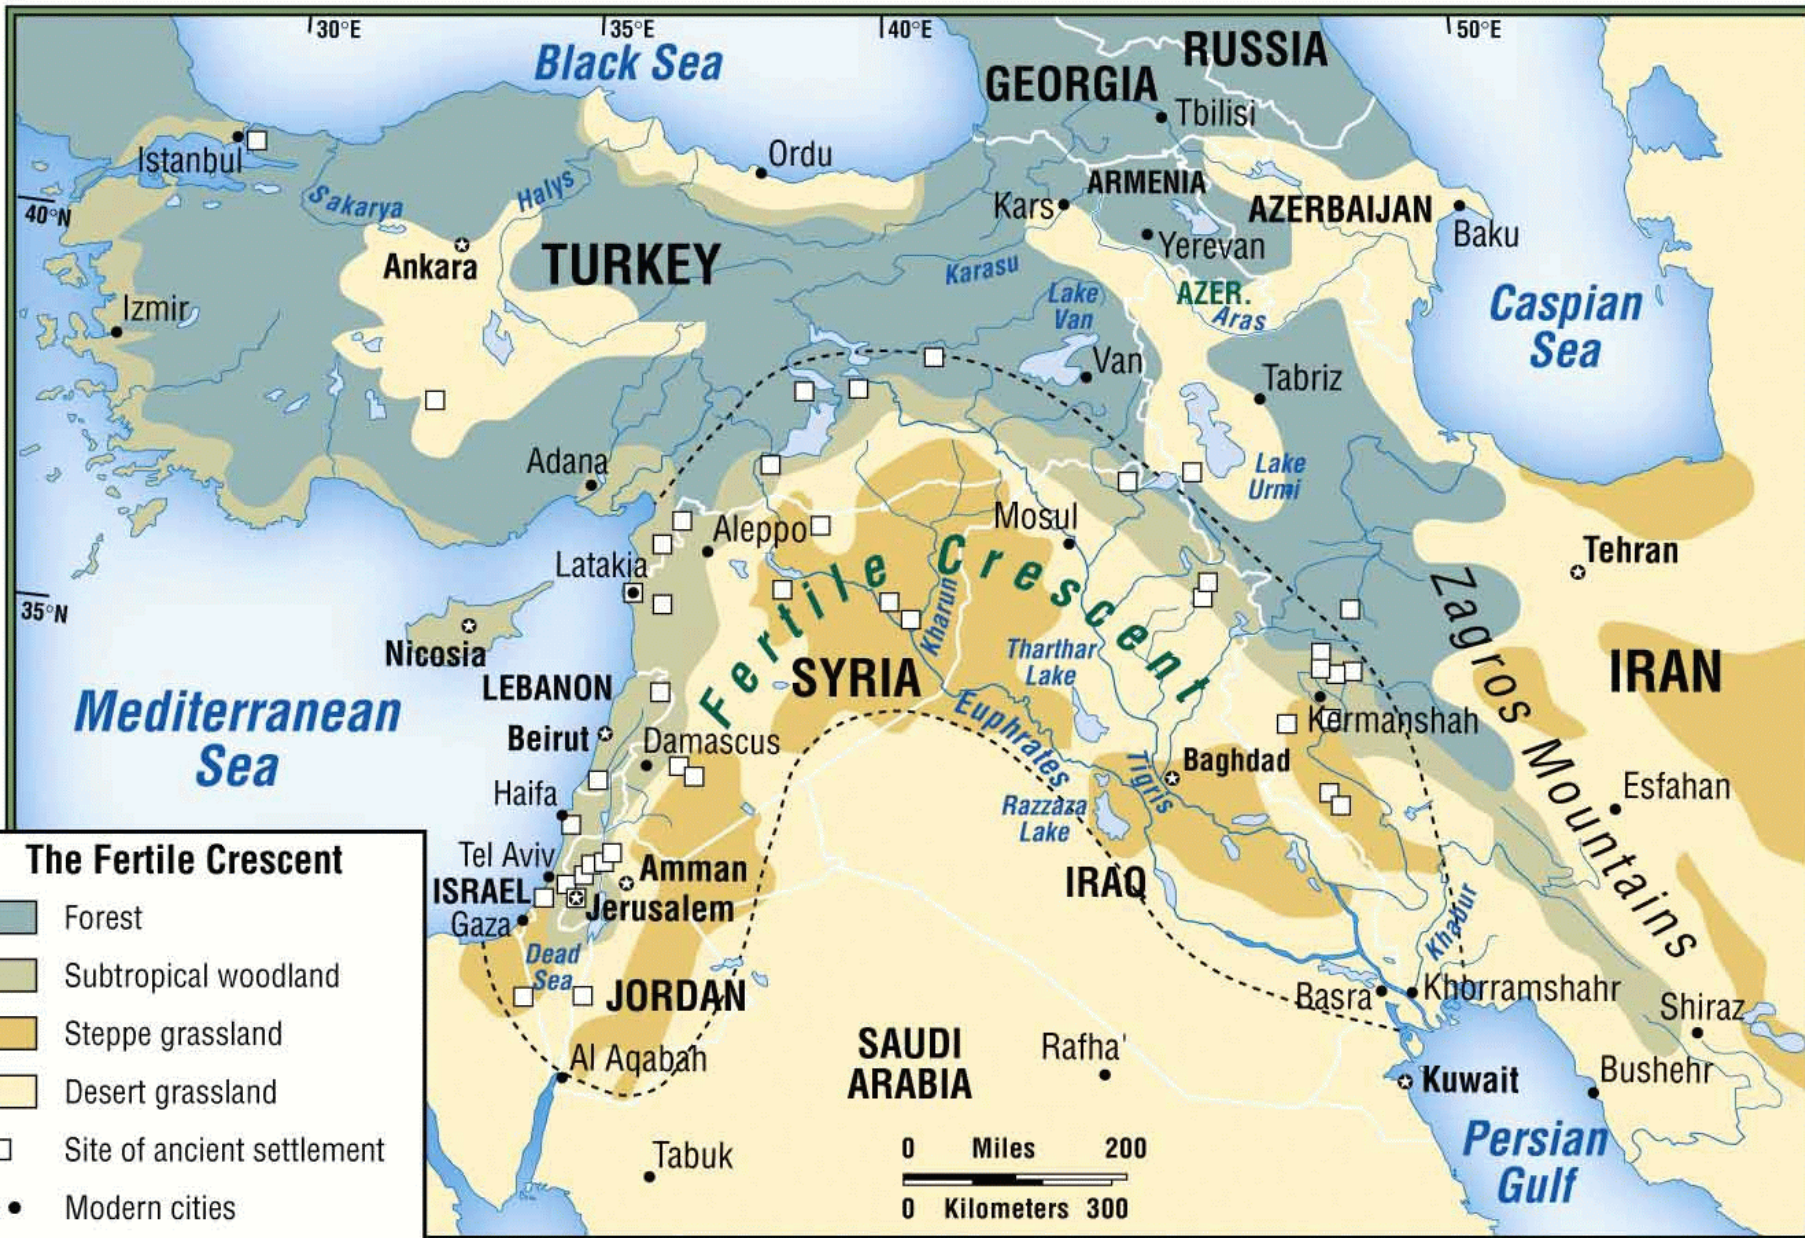 30°E
35°E
40°E
50°E
Black Sea
RUSSIA
GEORGIA
Tbilisi
Istanbul
Ordu
Sakarya
Halys
ARMENIA
Kars
AZERBAIJAN
40°N
Ankara
TURKEY
Yerevan
Baku
Karasu
AZER.
Aras
Izmir
Lake
Van
Van
Caspian
Sea
Tabriz
Adana
Lake
Urmi
Aleppo
Mosul
Latakia
Fertile Crescent
Tehran
35°N
Nicosia
Kharun
Zagros Mountains
Tharthar
Lake
SYRIA
IRAN
LEBANON
Mediterranean
Sea
Beirut
Damascus
Euphrates
Kermanshah
Tigris
Baghdad
Haifa
Razzaza
Lake
Esfahan
Tel Aviv
Amman
ISRAEL
Jerusalem
IRAQ
Gaza
Khabur
Dead
Sea
JORDAN
Basra
Khorramshahr
Shiraz
Al Aqabah
SAUDI
ARABIA
Rafha'
Kuwait
Bushehr
Tabuk
Persian
Gulf
0 Miles 200
0 Kilometers 300
The Fertile Crescent
Forest
Subtropical woodland
Steppe grassland
Desert grassland
Site of ancient settlement
Modern cities